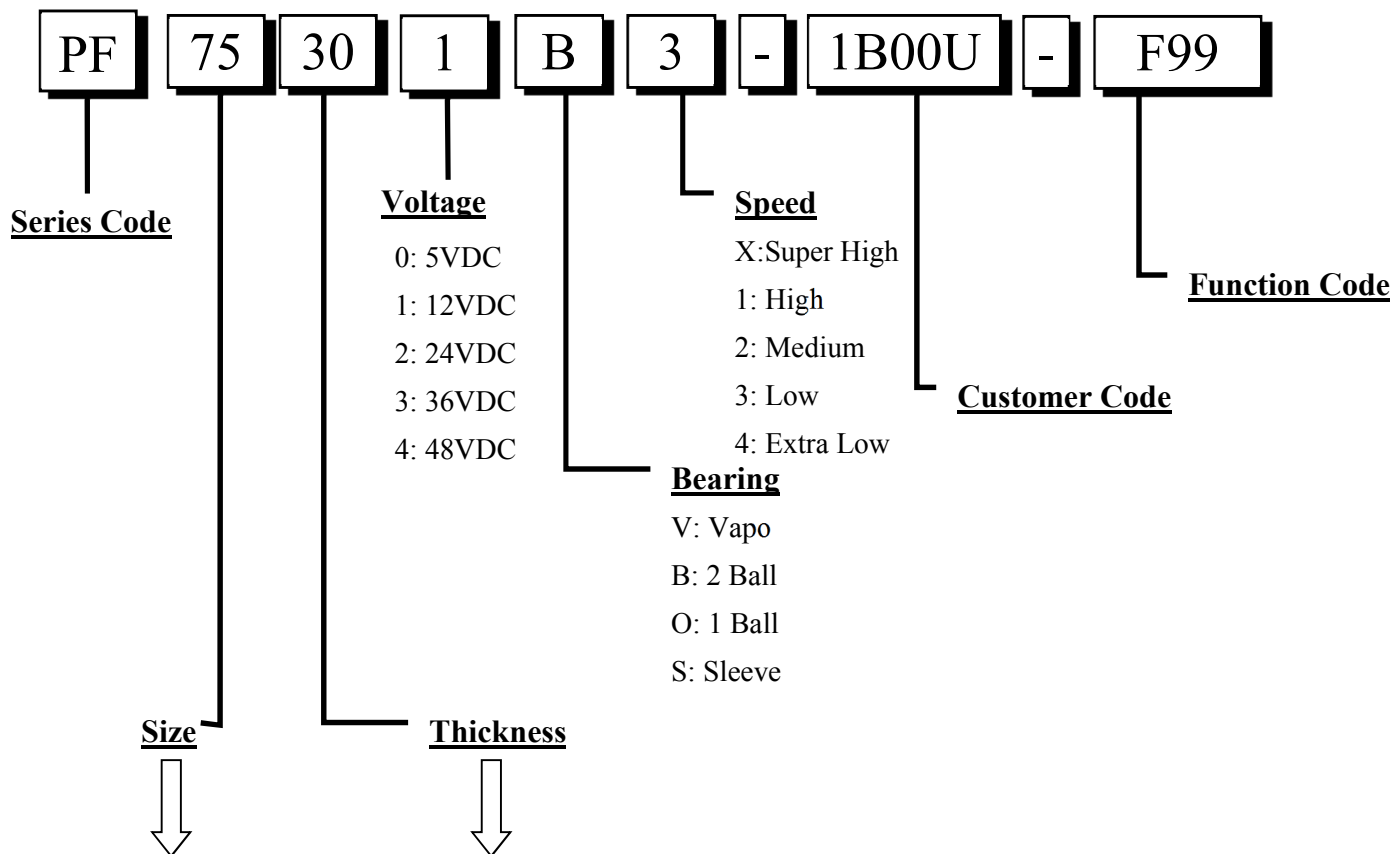 PF 75 30 1 B 3 - 1B00U - F99
Series Code
Voltage
0: 5VDC
1: 12VDC
2: 24VDC
3: 36VDC
4: 48VDC
Speed
X:Super High
1: High
2: Medium
3: Low
4: Extra Low
Function Code
Customer Code
Bearing
V: Vapo
B: 2 Ball
O: 1 Ball
S: Sleeve
Size
Thickness